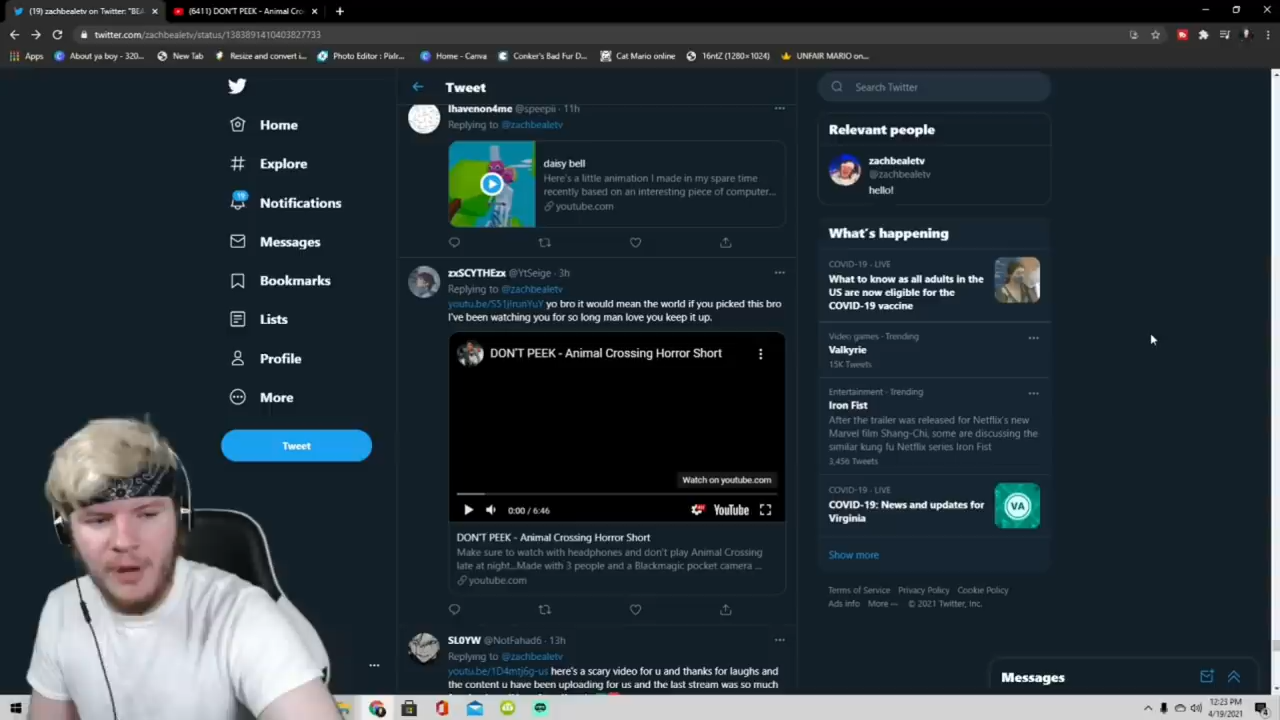 (19) zachbealetv on Twitter: "BEA
(6411) DON'T PEEK - Animal Cro
twitter.com/zachbealetv/status/1383891410403827733
Apps
About ya boy - 320...
New Tab
Resize and convert i...
Photo Editor : Pixlr...
Home - Canva
Conker's Bad Fur D...
Cat Mario online
16ntZ (1280×1024)
UNFAIR MARIO on...
Home
Explore
19
Notifications
Messages
Bookmarks
Lists
Profile
More
Tweet
Tweet
Ihavenon4me @speepii · 11h
Replying to @zachbealetv
daisy bell
Here's a little animation I made in my spare time
recently based on an interesting piece of computer...
youtube.com
zxSCYTHEzx @YtSeige · 3h
Replying to @zachbealetv
yo bro it would mean the world if you picked this bro
I've been watching you for so long man love you keep it up.
DON'T PEEK - Animal Crossing Horror Short
Watch on youtube.com
0:00 / 6:46
YouTube
DON'T PEEK - Animal Crossing Horror Short
Make sure to watch with headphones and don't play Animal Crossing
late at night...Made with 3 people and a Blackmagic pocket camera ...
youtube.com
SL0YW @NotFahad6 · 13h
Replying to @zachbealetv
youtu.be/1D4mtj6g-us here's a scary video for u and thanks for laughs and
the content u have been uploading for us and the last stream was so much
Search Twitter
Relevant people
zachbealetv
@zachbealetv
hello!
What's happening
COVID-19 · LIVE
What to know as all adults in the
US are now eligible for the
COVID-19 vaccine
Video games · Trending
Valkyrie
15K Tweets
Entertainment · Trending
Iron Fist
After the trailer was released for Netflix's new
Marvel film Shang-Chi, some are discussing the
similar kung fu Netflix series Iron Fist
3,456 Tweets
COVID-19 · LIVE
COVID-19: News and updates for
Virginia
VA
Show more
Terms of Service Privacy Policy Cookie Policy
Ads info More ··· © 2021 Twitter, Inc.
Messages
12:23 PM
4/19/2021
4